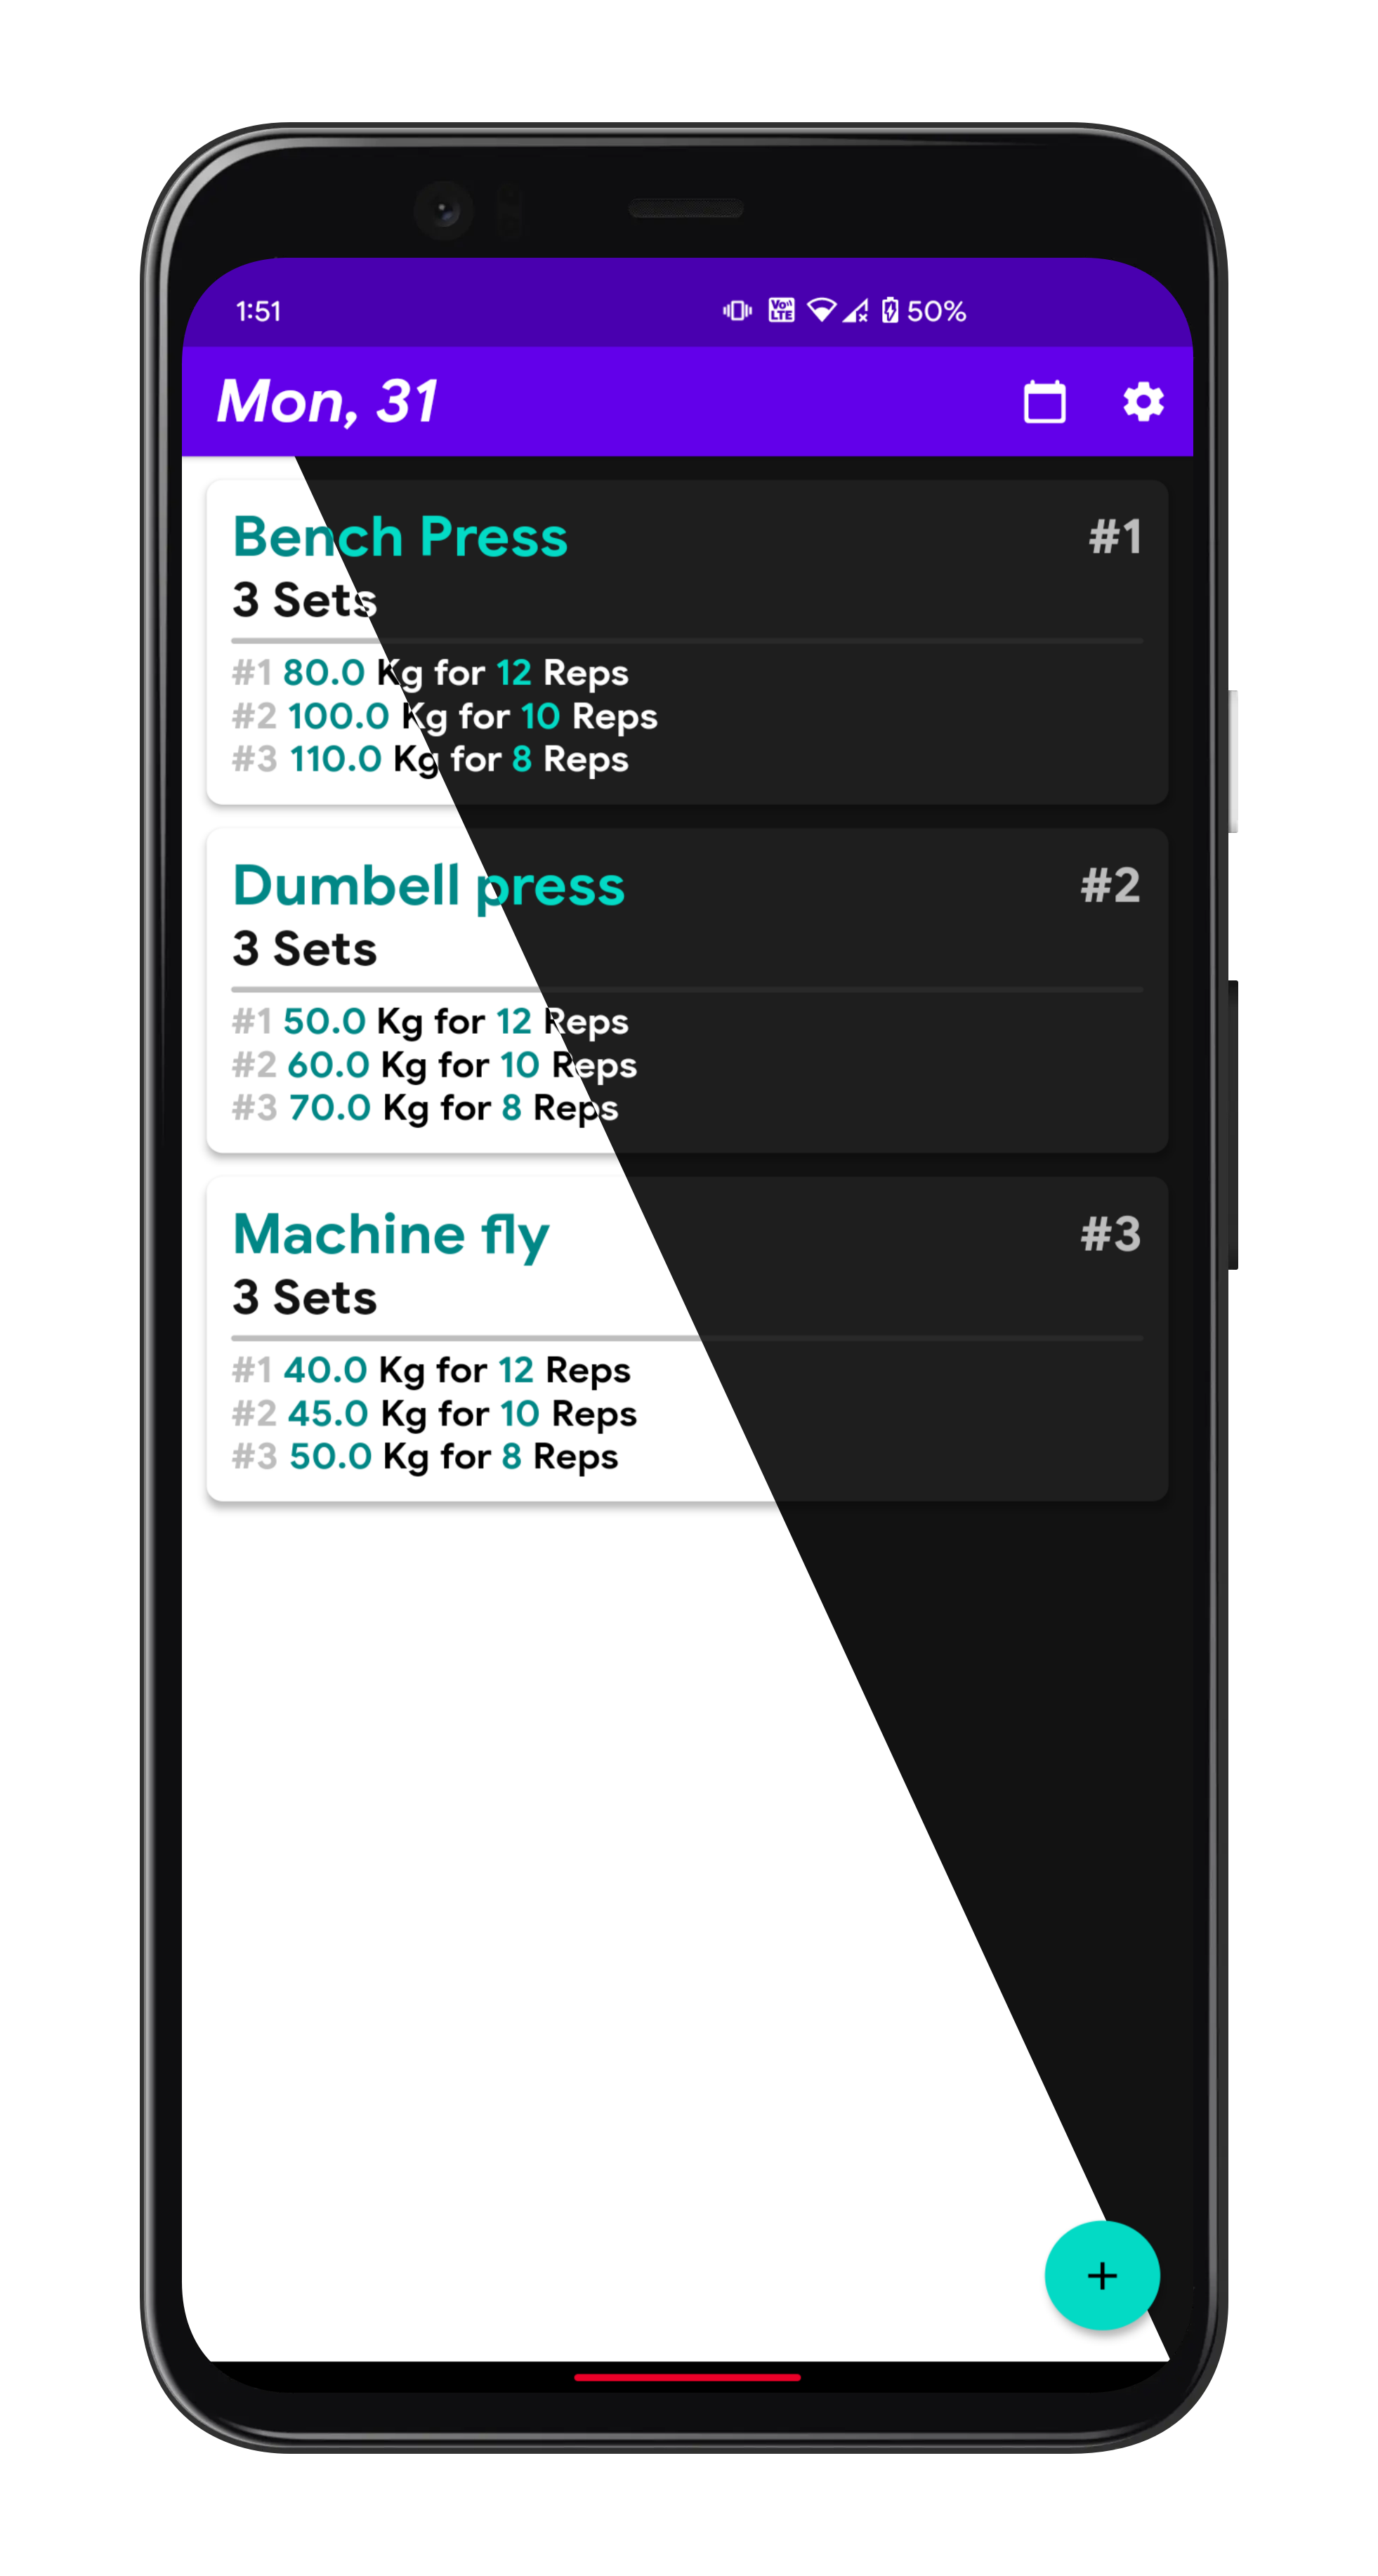 1:51 VoLTE 50%
Mon, 31
Bench Press #1
3 Sets
#1 80.0 Kg for 12 Reps
#2 100.0 Kg for 10 Reps
#3 110.0 Kg for 8 Reps
Dumbell press #2
3 Sets
#1 50.0 Kg for 12 Reps
#2 60.0 Kg for 10 Reps
#3 70.0 Kg for 8 Reps
Machine fly #3
3 Sets
#1 40.0 Kg for 12 Reps
#2 45.0 Kg for 10 Reps
#3 50.0 Kg for 8 Reps
+